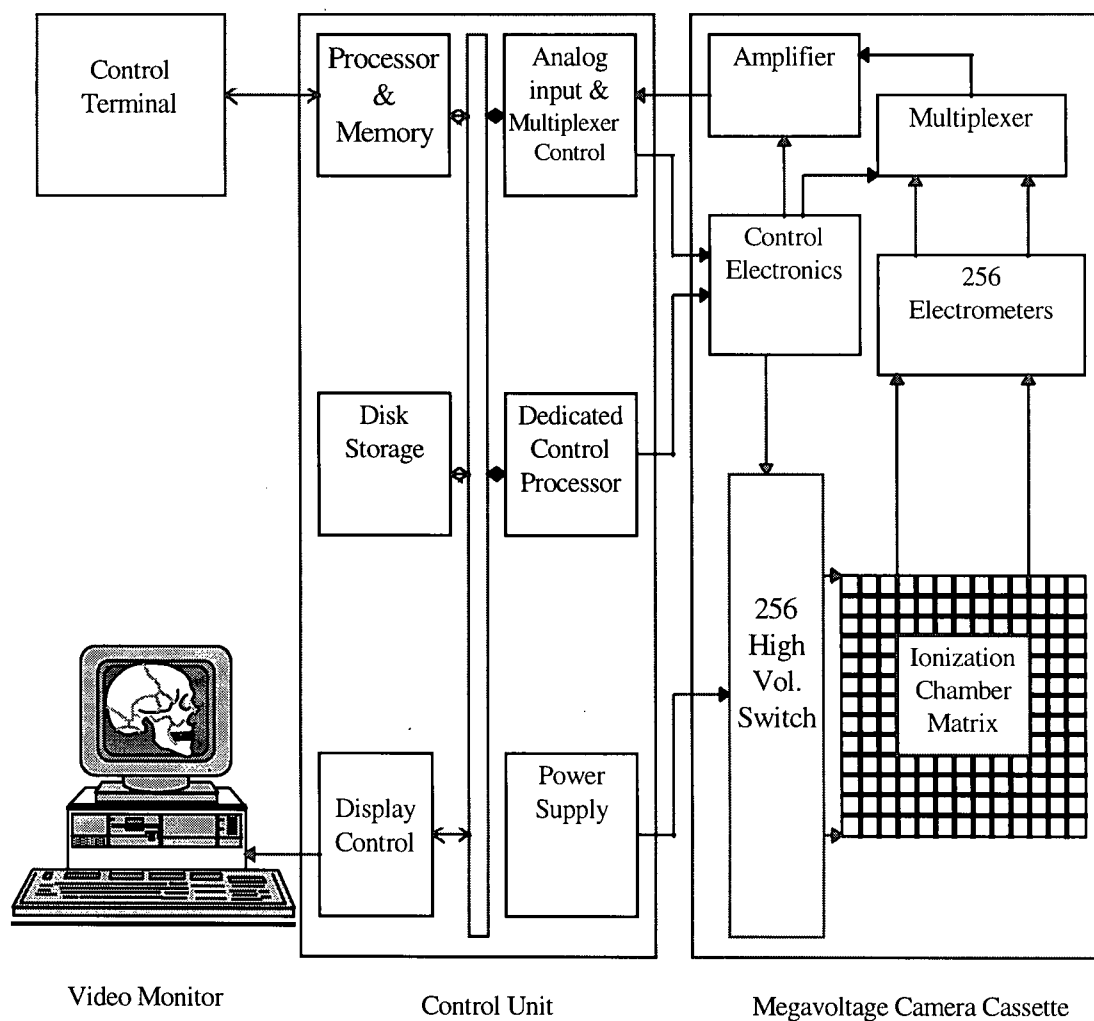 Control
Terminal
Processor
&
Memory
Analog
input &
Multiplexer
Control
Amplifier
Multiplexer
Control
Electronics
256
Electrometers
Disk
Storage
Dedicated
Control
Processor
256
High
Vol.
Switch
Ionization
Chamber
Matrix
Display
Control
Power
Supply
Video Monitor
Control Unit
Megavoltage Camera Cassette